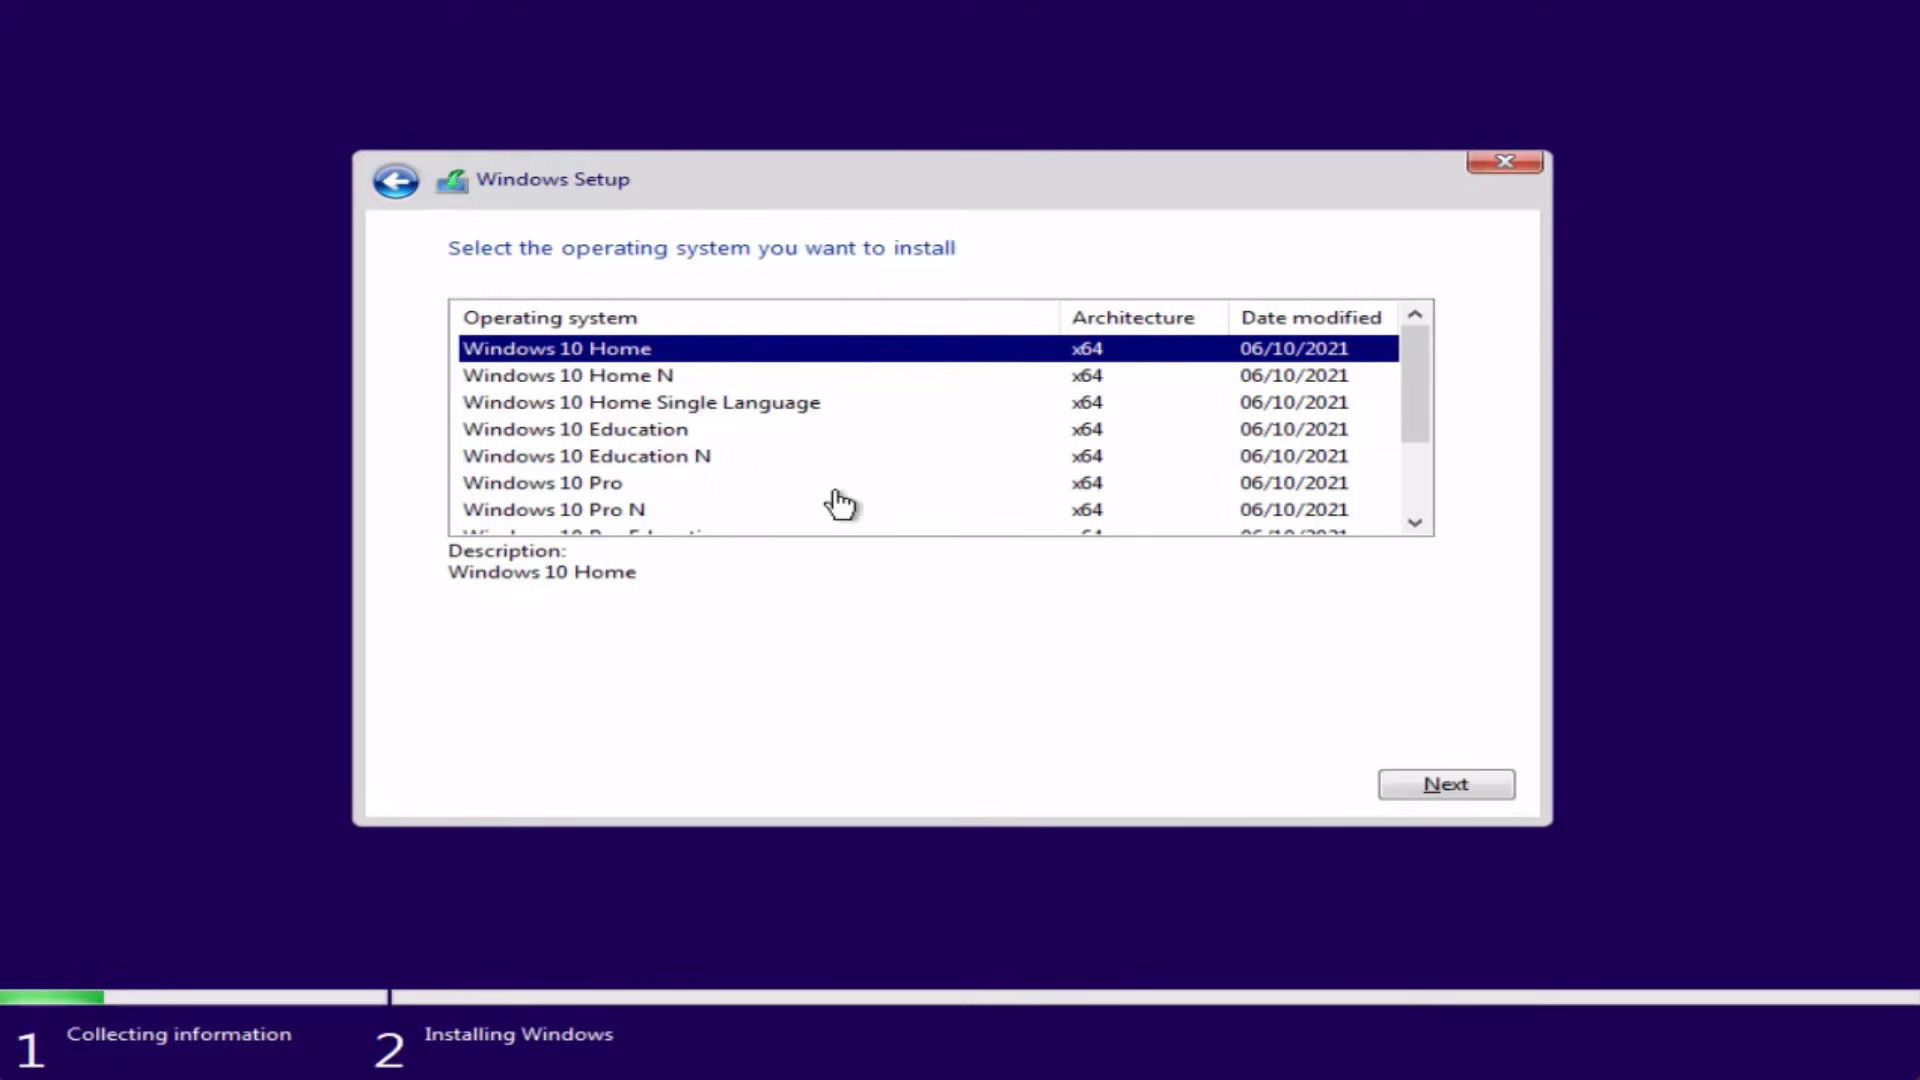 Windows Setup
Select the operating system you want to install
Operating system Architecture Date modified
Windows 10 Home x64 06/10/2021
Windows 10 Home N x64 06/10/2021
Windows 10 Home Single Language x64 06/10/2021
Windows 10 Education x64 06/10/2021
Windows 10 Education N x64 06/10/2021
Windows 10 Pro x64 06/10/2021
Windows 10 Pro N x64 06/10/2021
Description:
Windows 10 Home
Next
1 Collecting information 2 Installing Windows